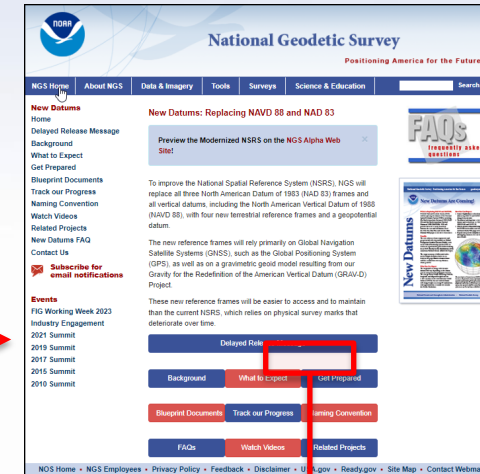 NOAA
National Geodetic Survey
Positioning America for the Future
NGS Home About NGS Data & Imagery Tools Surveys Science & Education Search
New Datums
Home
Delayed Release Message
Background
What to Expect
Get Prepared
Blueprint Documents
Track our Progress
Naming Convention
Watch Videos
Related Projects
New Datums FAQ
Contact Us
Subscribe for
email notifications
Events
FIG Working Week 2023
Industry Engagement
2021 Summit
2019 Summit
2017 Summit
2015 Summit
2010 Summit
New Datums: Replacing NAVD 88 and NAD 83
Preview the Modernized NSRS on the NGS Alpha Web
Site!
To improve the National Spatial Reference System (NSRS), NGS will
replace all three North American Datum of 1983 (NAD 83) frames and
all vertical datums, including the North American Vertical Datum of 1988
(NAVD 88), with four new terrestrial reference frames and a geopotential
datum.
The new reference frames will rely primarily on Global Navigation
Satellite Systems (GNSS), such as the Global Positioning System
(GPS), as well as on a gravimetric geoid model resulting from our
Gravity for the Redefinition of the American Vertical Datum (GRAV-D)
Project.
These new reference frames will be easier to access and to maintain
than the current NSRS, which relies on physical survey marks that
deteriorate over time.
Delayed
Background What to Expect Get Prepared
Blueprint Documents Track our Progress Naming Convention
FAQs Watch Videos Related Projects
FAQs
frequently aske
questions
New Datums Are Coming!
New Datums
NOS Home • NGS Employees • Privacy Policy • Feedback • Disclaimer • .gov • Ready.gov • Site Map • Contact Webma